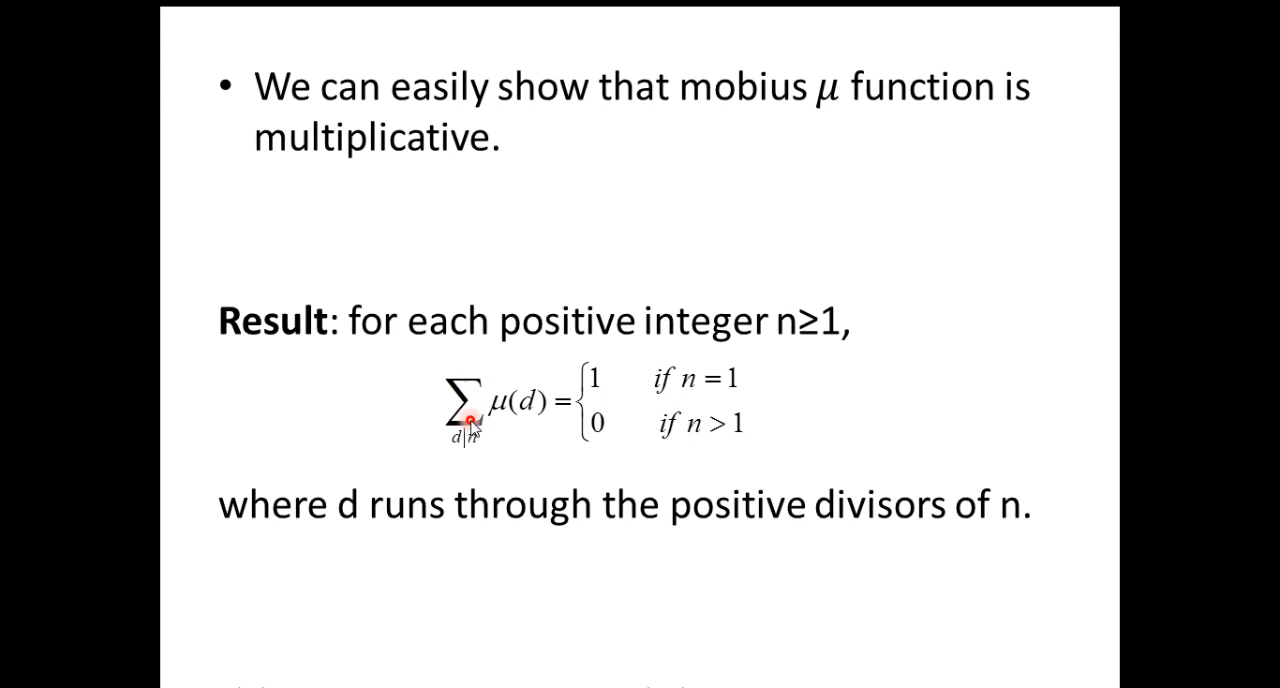 • We can easily show that mobius μ function is
multiplicative.
Result: for each positive integer n≥1,
∑ μ(d) = { 1 if n = 1
d|n
0 if n > 1
where d runs through the positive divisors of n.